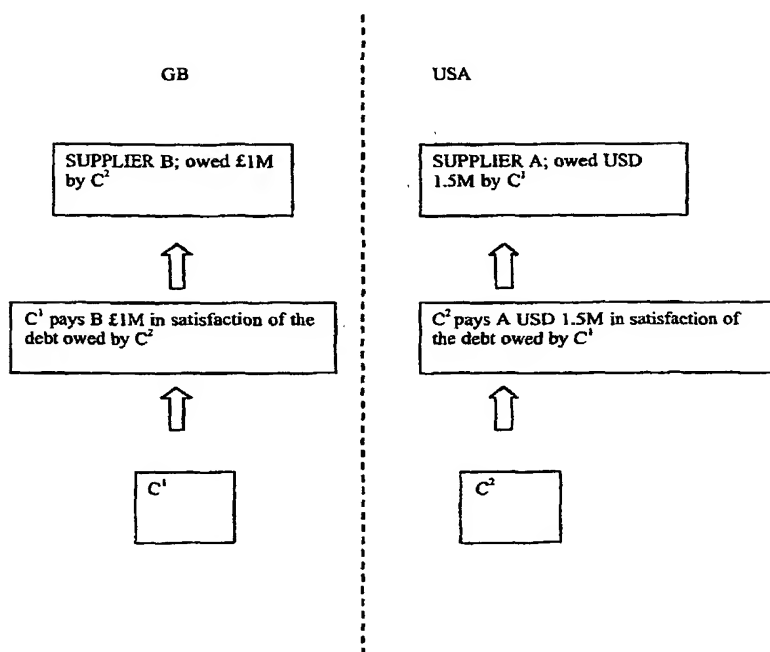 GB
USA
SUPPLIER B; owed £1M
by C²
SUPPLIER A; owed USD
1.5M by C¹
C¹ pays B £1M in satisfaction of the
debt owed by C²
C² pays A USD 1.5M in satisfaction of
the debt owed by C¹
C¹
C²